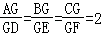 AG/GD = BG/GE = CG/GF = 2